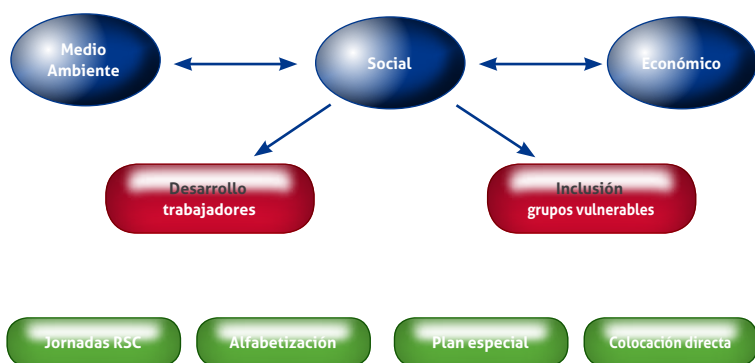 Medio
Ambiente
Social
Económico
Desarrollo
trabajadores
Inclusión
grupos vulnerables
Jornadas RSC
Alfabetización
Plan especial
Colocación directa